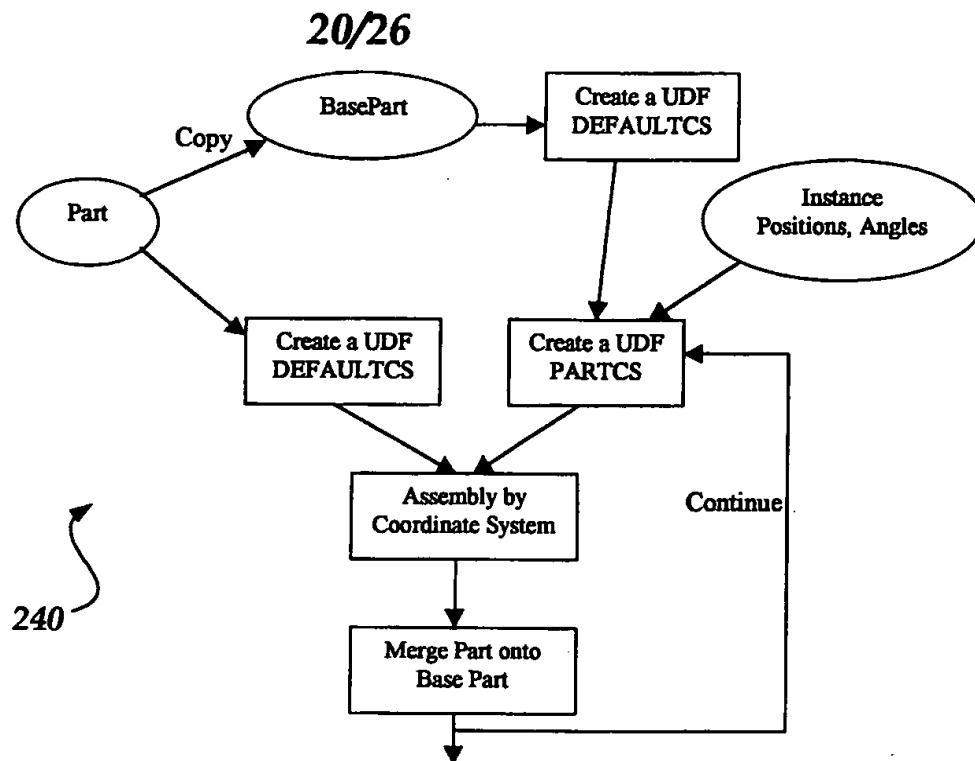 20/26
BasePart
Create a UDF
DEFAULTCS
Copy
Part
Instance
Positions, Angles
Create a UDF
DEFAULTCS
Create a UDF
PARTCS
Assembly by
Coordinate System
Continue
240
Merge Part onto
Base Part